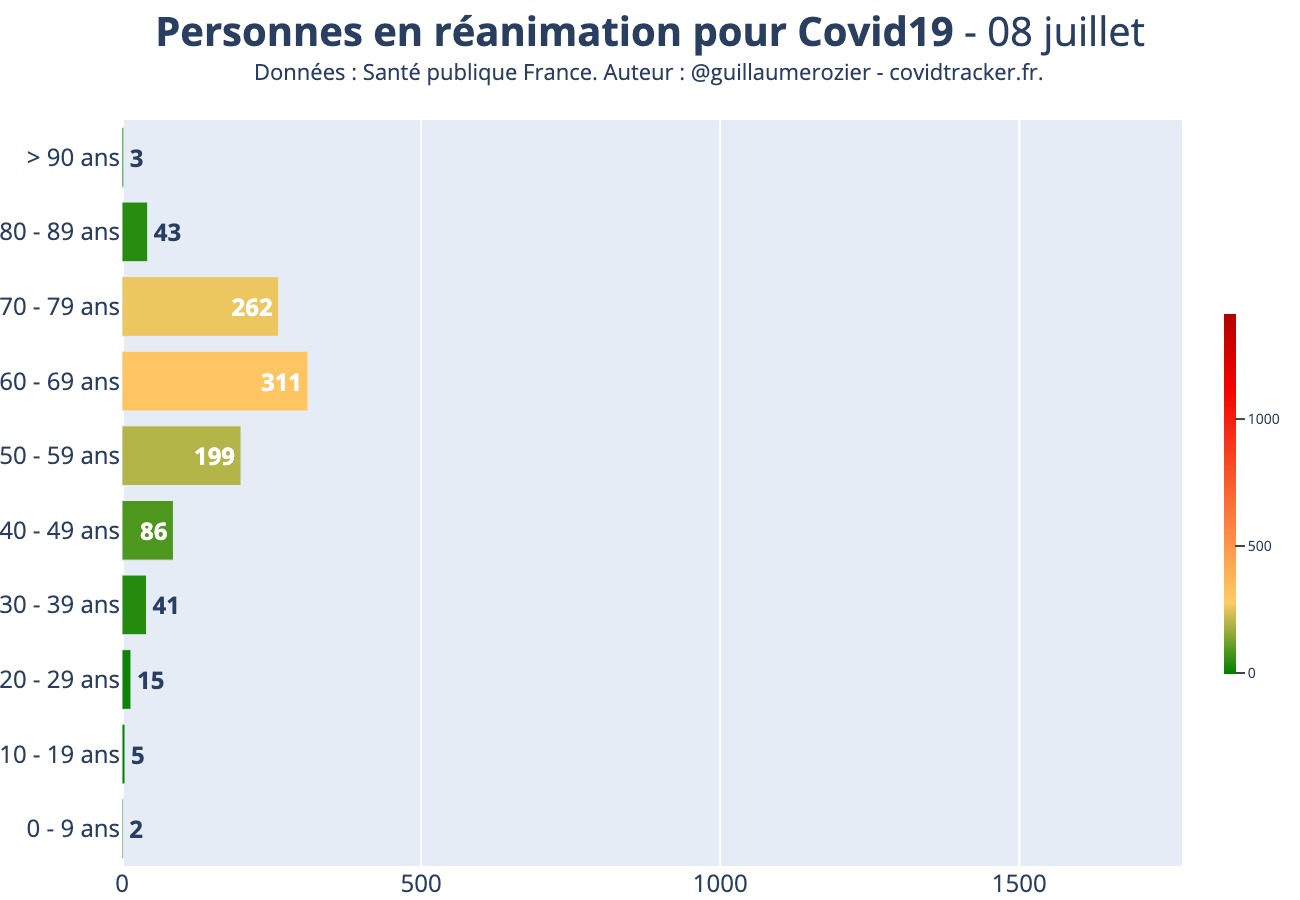 Personnes en réanimation pour Covid19 - 08 juillet
Données : Santé publique France. Auteur : @guillaumerozier - covidtracker.fr.
> 90 ans 3
80 - 89 ans 43
70 - 79 ans 262
60 - 69 ans 311
50 - 59 ans 199
40 - 49 ans 86
30 - 39 ans 41
20 - 29 ans 15
10 - 19 ans 5
0 - 9 ans 2
0 500 1000 1500
1000
500
0